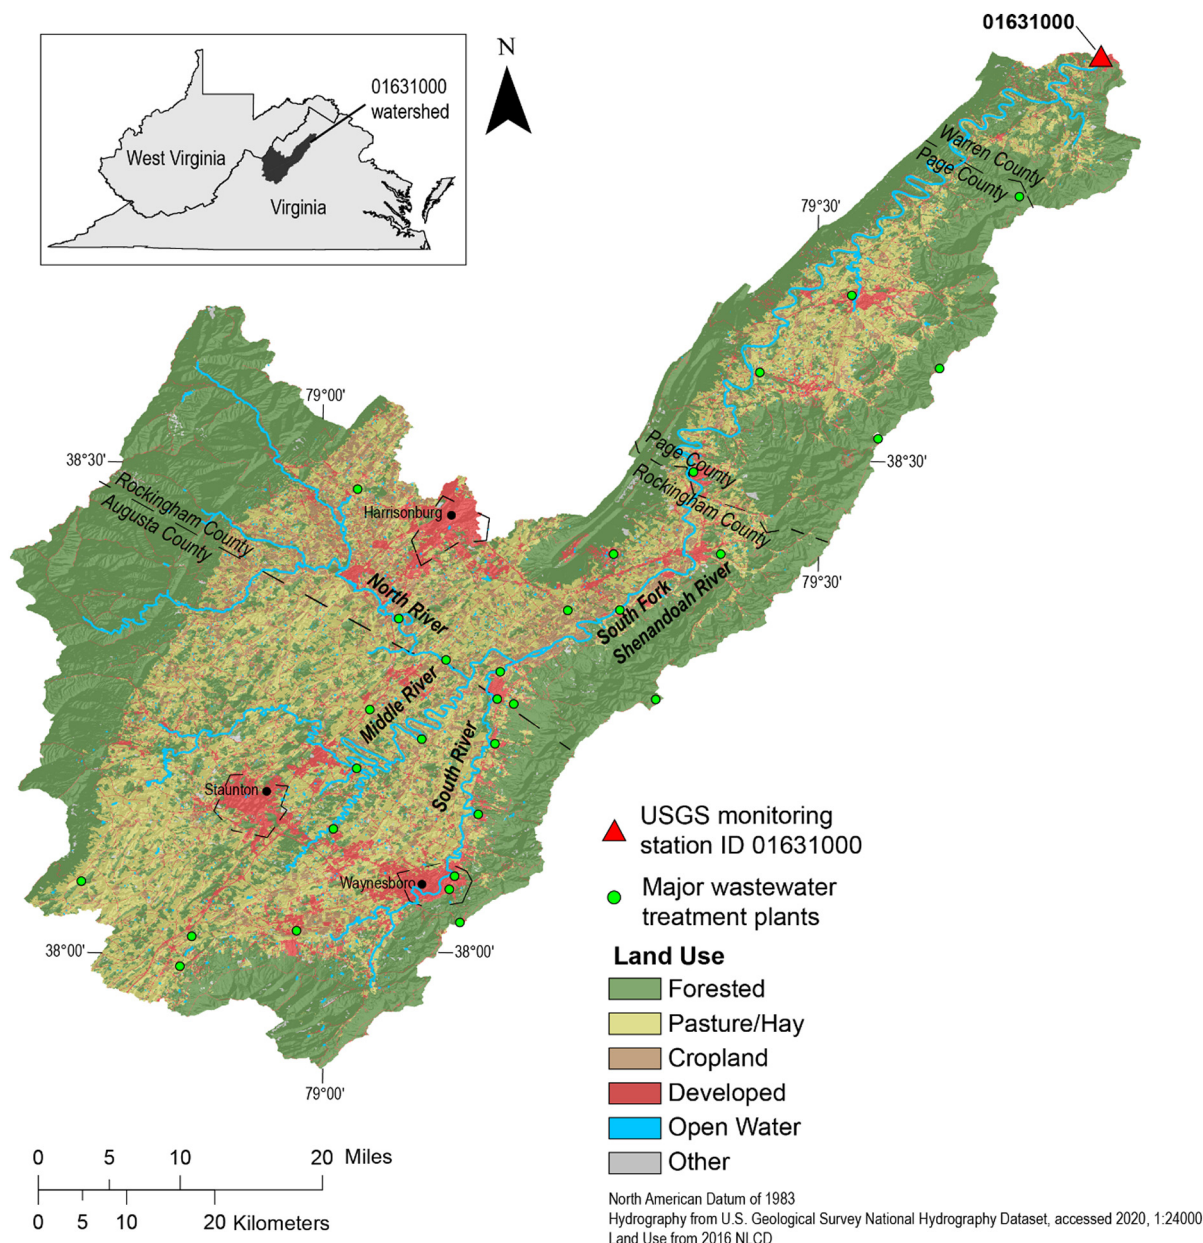 01631000
N
01631000
watershed
West Virginia
Virginia
Warren County
Page County
79°30'
79°00'
38°30'
Page County
Rockingham County
38°30'
Rockingham County
Augusta County
Harrisonburg
79°30'
North River
South Fork
Shenandoah River
Middle River
South River
Staunton
Waynesboro
38°00'
38°00'
79°00'
USGS monitoring
station ID 01631000
Major wastewater
treatment plants
Land Use
Forested
Pasture/Hay
Cropland
Developed
Open Water
Other
0 5 10 20 Miles
0 5 10 20 Kilometers
North American Datum of 1983
Hydrography from U.S. Geological Survey National Hydrography Dataset, accessed 2020, 1:24000
Land Use from 2016 NLCD